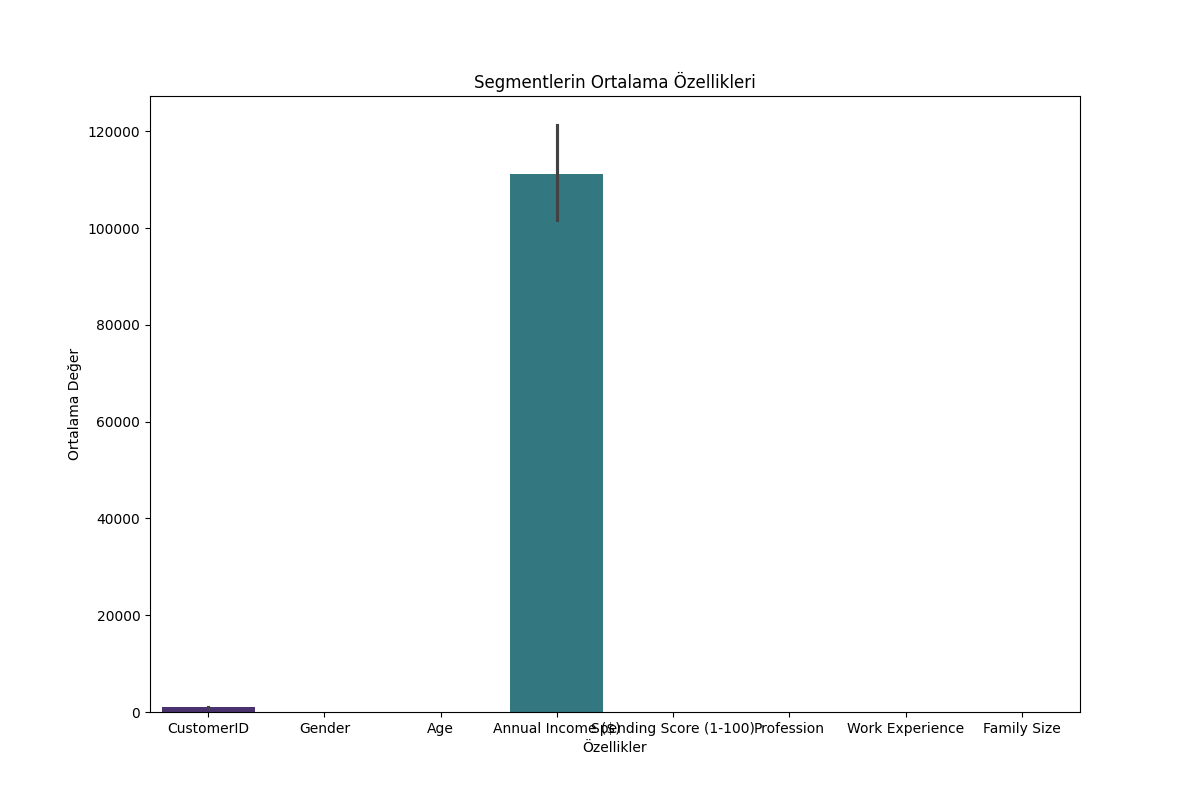 Segmentlerin Ortalama Özellikleri
120000
100000
80000
60000
40000
20000
0
Ortalama Değer
CustomerID Gender Age Annual Income ($) Spending Score (1-100) Profession Work Experience Family Size
Özellikler